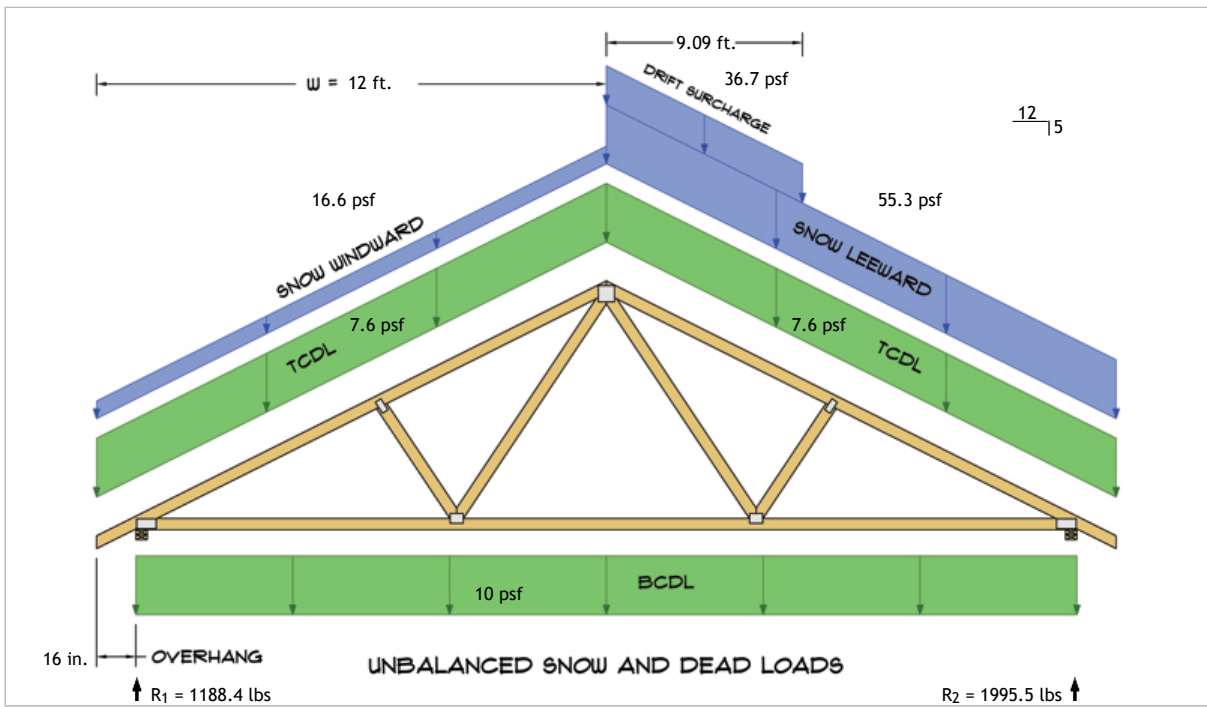 9.09 ft.
W = 12 ft.
DRIFT SURCHARGE
36.7 psf
12
5
16.6 psf
55.3 psf
SNOW WINDWARD
SNOW LEEWARD
7.6 psf
7.6 psf
TCDL
TCDL
10 psf
BCDL
16 in.
OVERHANG
UNBALANCED SNOW AND DEAD LOADS
R₁ = 1188.4 lbs
R₂ = 1995.5 lbs